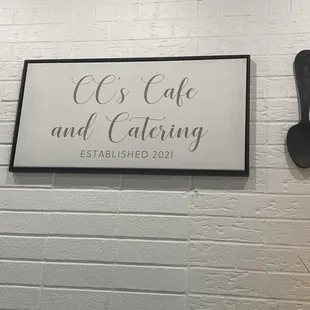 CC's Cafe
and Catering
ESTABLISHED 2021